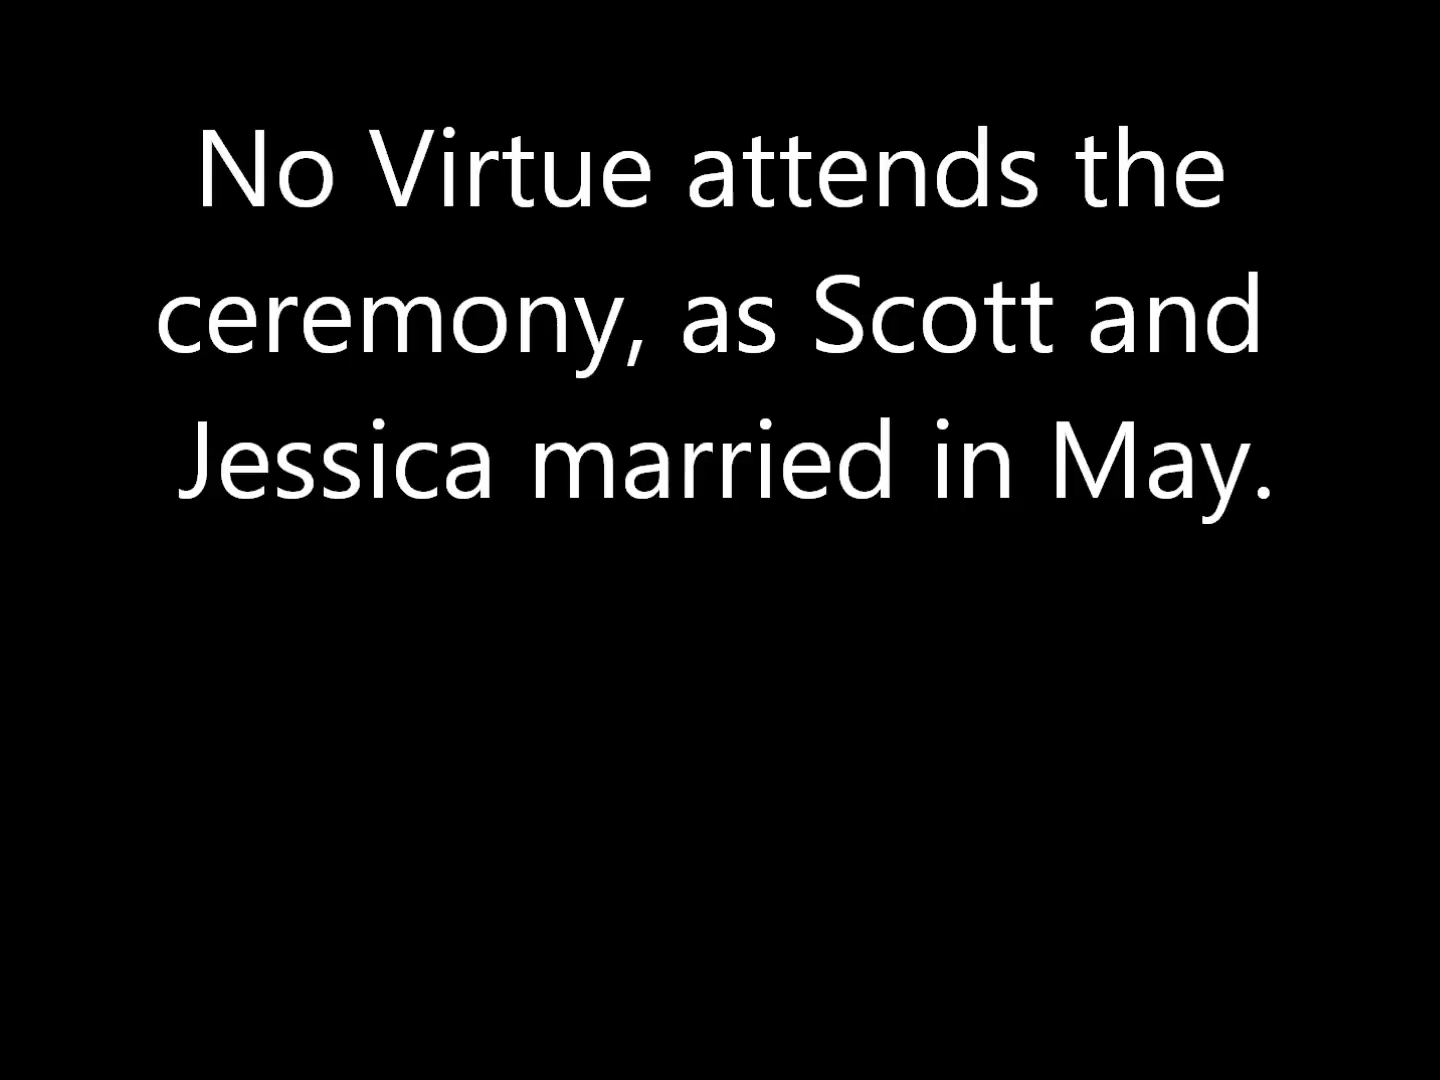 No Virtue attends the
ceremony, as Scott and
Jessica married in May.